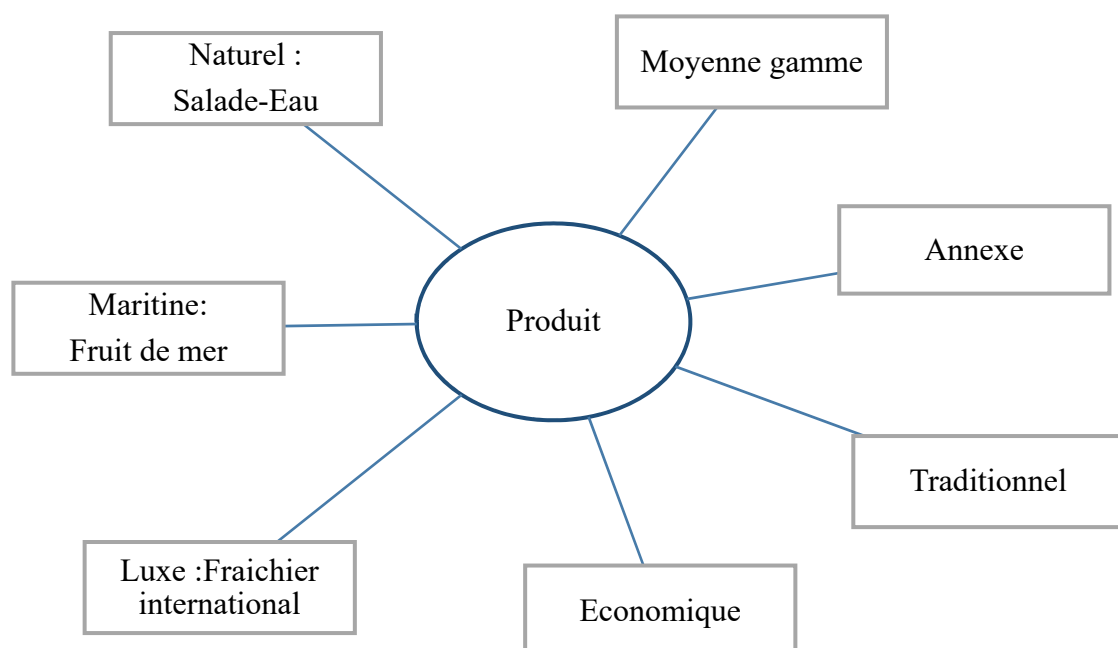 Naturel :
Salade-Eau
Moyenne gamme
Annexe
Maritine:
Fruit de mer
Produit
Traditionnel
Luxe :Fraichier
international
Economique